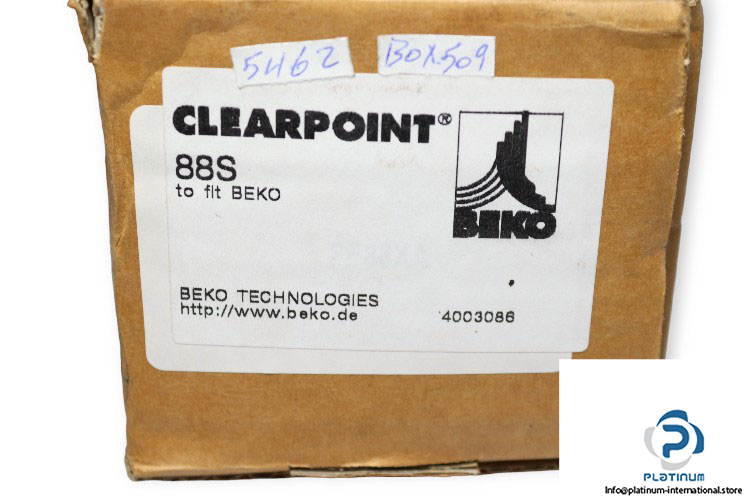 5462
BOX.509
CLEARPOINT®
88S
to fit BEKO
BEKO
BEKO TECHNOLOGIES
http://www.beko.de
4003086
PLATINUM
Info@platinum-international.store